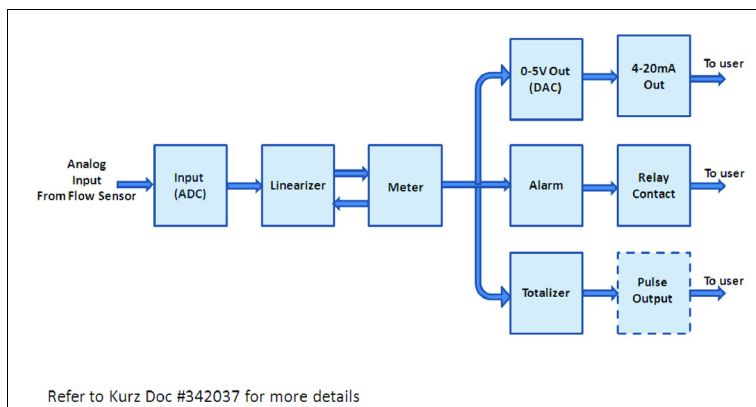 Analog
Input
From Flow Sensor
Input
(ADC)
Linearizer
Meter
0-5V Out
(DAC)
4-20mA
Out
To user
Alarm
Relay
Contact
To user
Totalizer
Pulse
Output
To user
Refer to Kurz Doc #342037 for more details